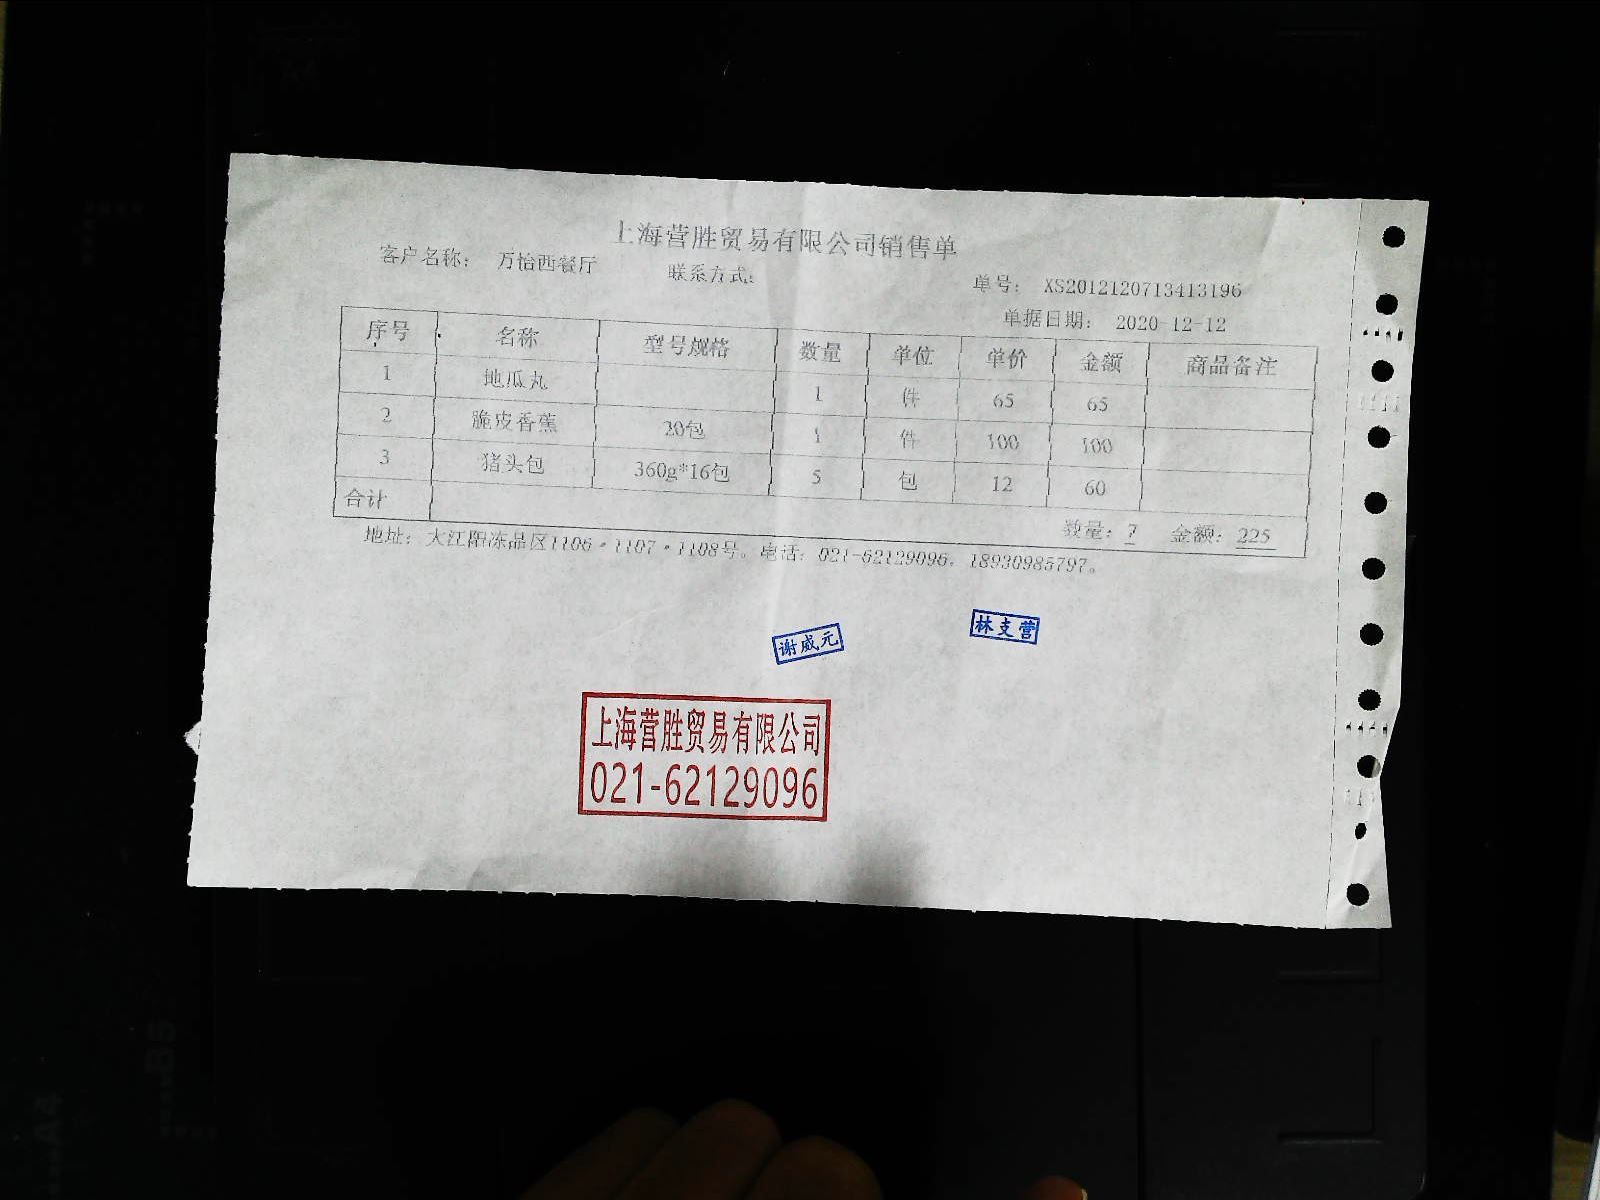 上海营胜贸易有限公司销售单
客户名称： 万怡西餐厅 联系方式： 单号： XS2012120713413196
单据日期： 2020-12-12
序号 名称 型号规格 数量 单位 单价 金额 商品备注
1 地瓜丸 1 件 65 65
2 脆皮香蕉 20包 1 件 100 100
3 猪头包 360g*16包 5 包 12 60
合计 数量：7 金额：225
地址：大江阳冻品区1106·1107·1108号。电话：021-62129096，18930985797。
谢威元 林支营
上海营胜贸易有限公司
021-62129096
A4
B5